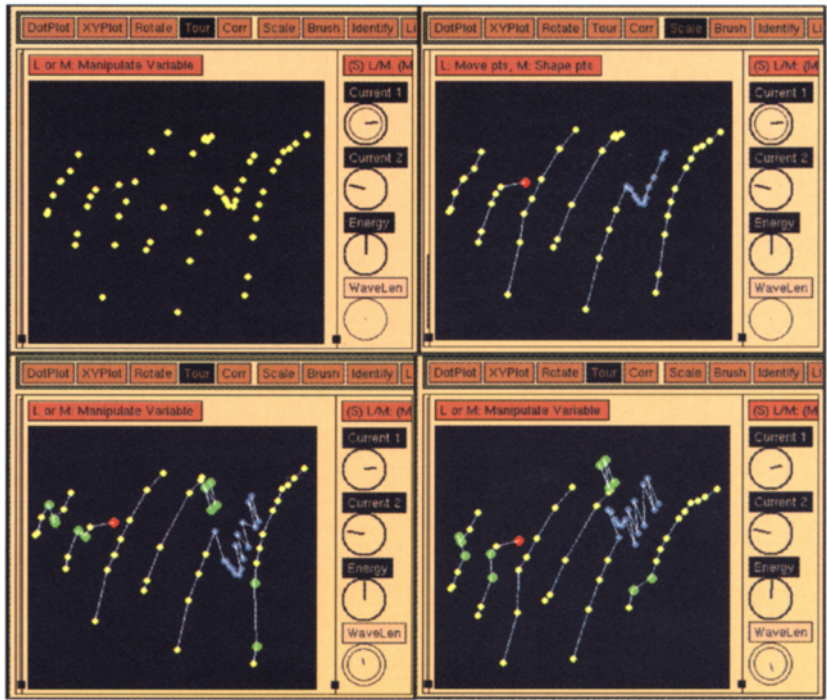 DotPlot XYPlot Rotate Tour Corr Scale Brush Identify Li
L or M: Manipulate Variable (S) L/M: (M
Current 1
Current 2
Energy
WaveLen
DotPlot XYPlot Rotate Tour Corr Scale Brush Identify Li
L: Move pts, M: Shape pts (S) L/M: (M
Current 1
Current 2
Energy
WaveLen
DotPlot XYPlot Rotate Tour Corr Scale Brush Identify L
L or M: Manipulate Variable (S) L/M: (M
Current 1
Current 2
Energy
WaveLen
DotPlot XYPlot Rotate Tour Corr Scale Brush Identify L
L or M: Manipulate Variable (S) L/M: (M
Current 1
Current 2
Energy
WaveLen